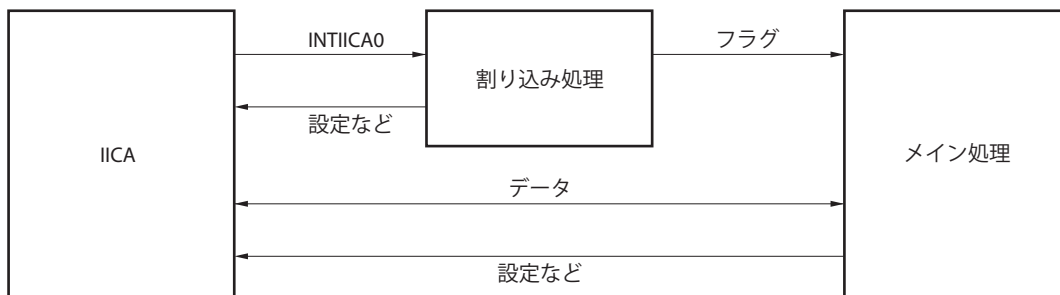 INTIICA0
フラグ
割り込み処理
設定など
IICA
メイン処理
データ
設定など